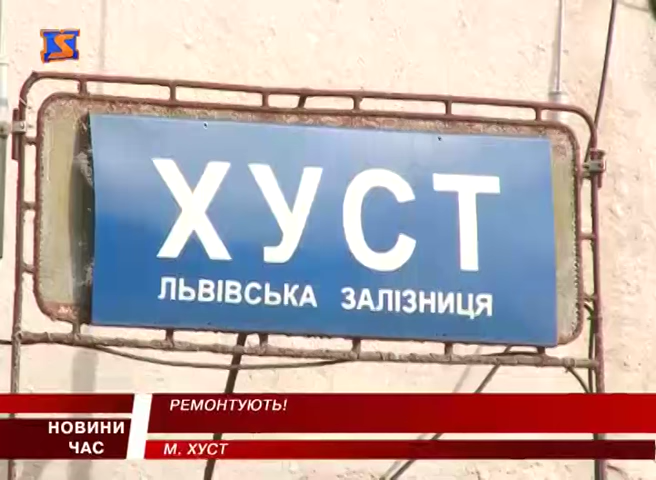 ХУСТ
ЛЬВІВСЬКА ЗАЛІЗНИЦЯ
РЕМОНТУЮТЬ!
НОВИНИ
ЧАС
М. ХУСТ